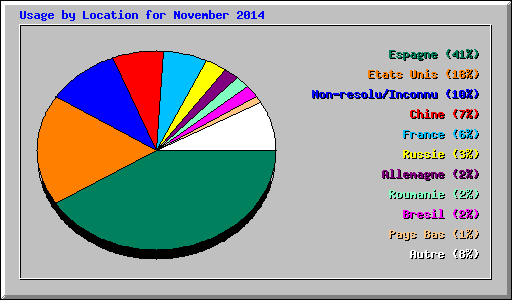 Usage by Location for November 2014
Espagne (41%)
Etats Unis (18%)
Non-resolu/Inconnu (10%)
Chine (7%)
France (6%)
Russie (3%)
Allemagne (2%)
Roumanie (2%)
Bresil (2%)
Pays Bas (1%)
Autre (8%)